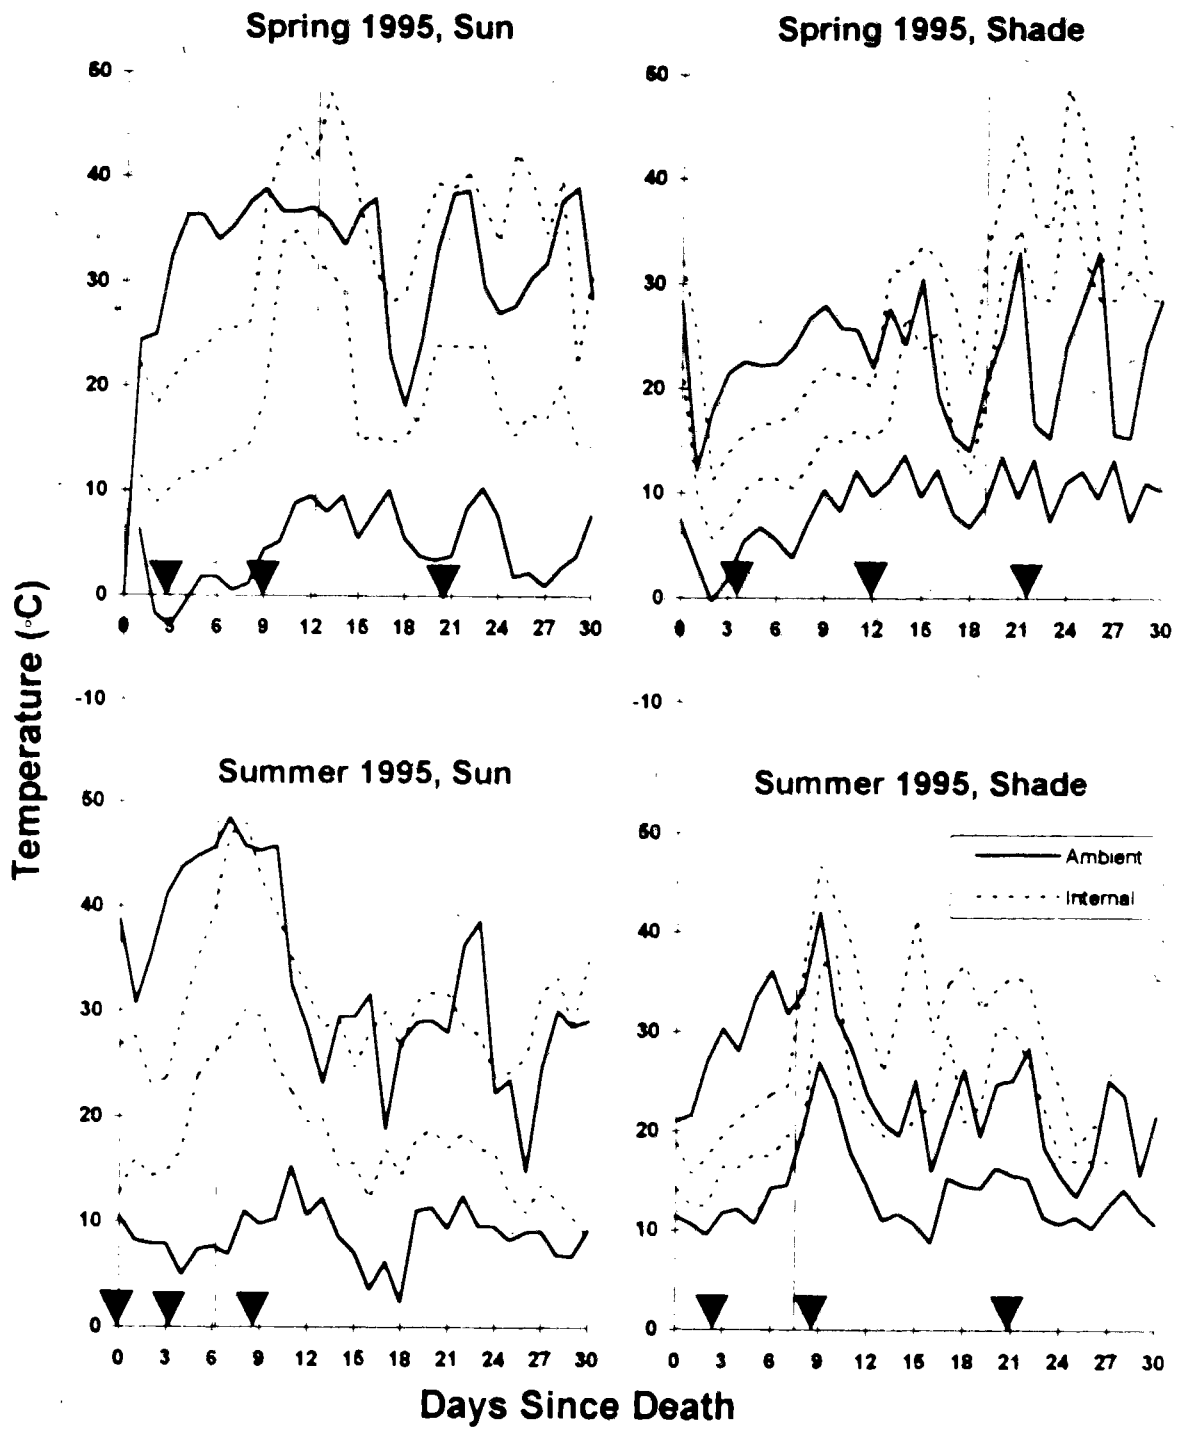 Spring 1995, Sun
Spring 1995, Shade
50
40
30
20
10
0
-10
0 3 6 9 12 15 18 21 24 27 30
50
40
30
20
10
0
-10
0 3 6 9 12 15 18 21 24 27 30
Temperature (°C)
Summer 1995, Sun
Summer 1995, Shade
50
40
30
20
10
0
0 3 6 9 12 15 18 21 24 27 30
50
40
30
20
10
0
Ambient
Internal
0 3 6 9 12 15 18 21 24 27 30
Days Since Death